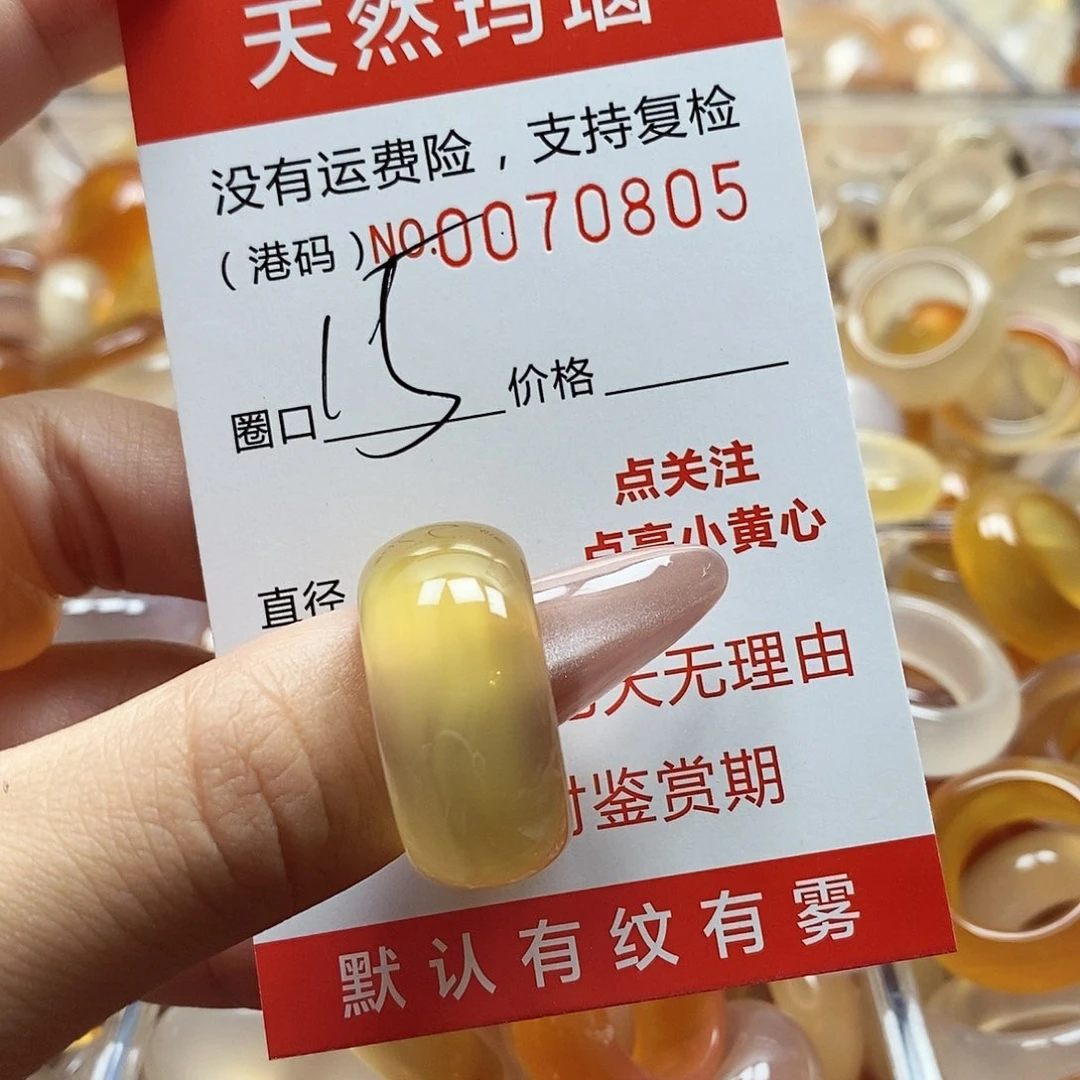 天然玛瑙
没有运费险，支持复检
(港码) NO.0070805
圈口 15 价格
点关注
点亮小黄心
直径
天无理由
时鉴赏期
默认有纹有雾